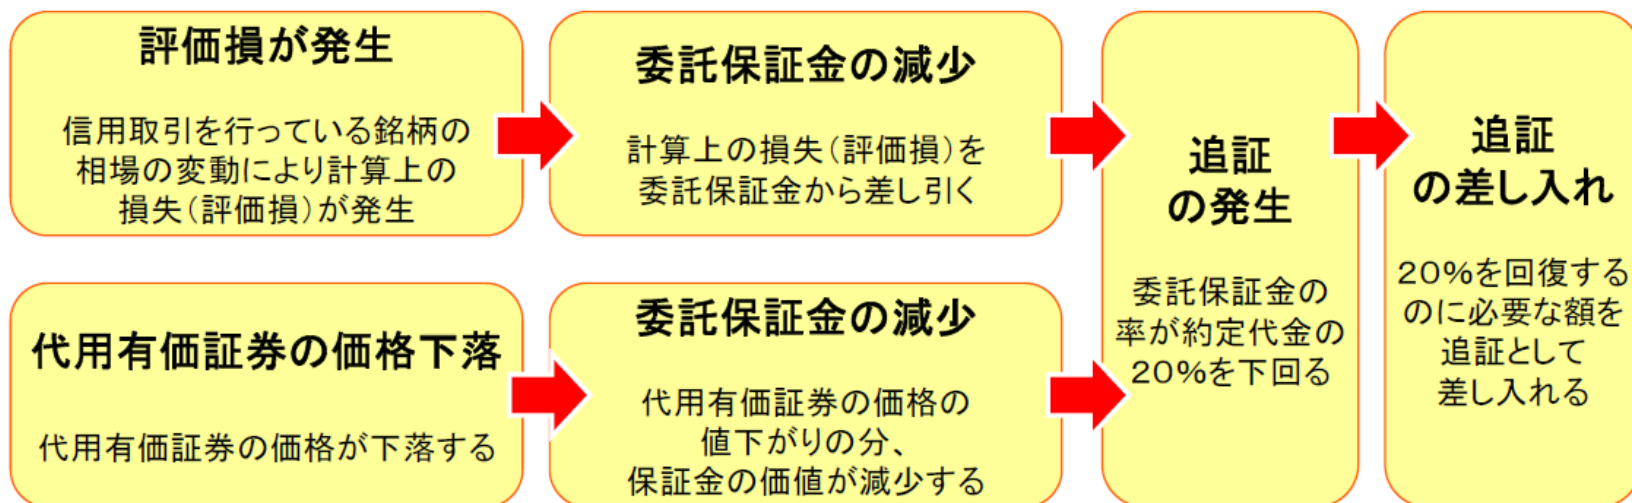 評価損が発生
信用取引を行っている銘柄の
相場の変動により計算上の
損失(評価損)が発生
委託保証金の減少
計算上の損失(評価損)を
委託保証金から差し引く
代用有価証券の価格下落
代用有価証券の価格が下落する
委託保証金の減少
代用有価証券の価格の
値下がりの分、
保証金の価値が減少する
追証
の発生
委託保証金の
率が約定代金の
20%を下回る
追証
の差し入れ
20%を回復する
のに必要な額を
追証として
差し入れる